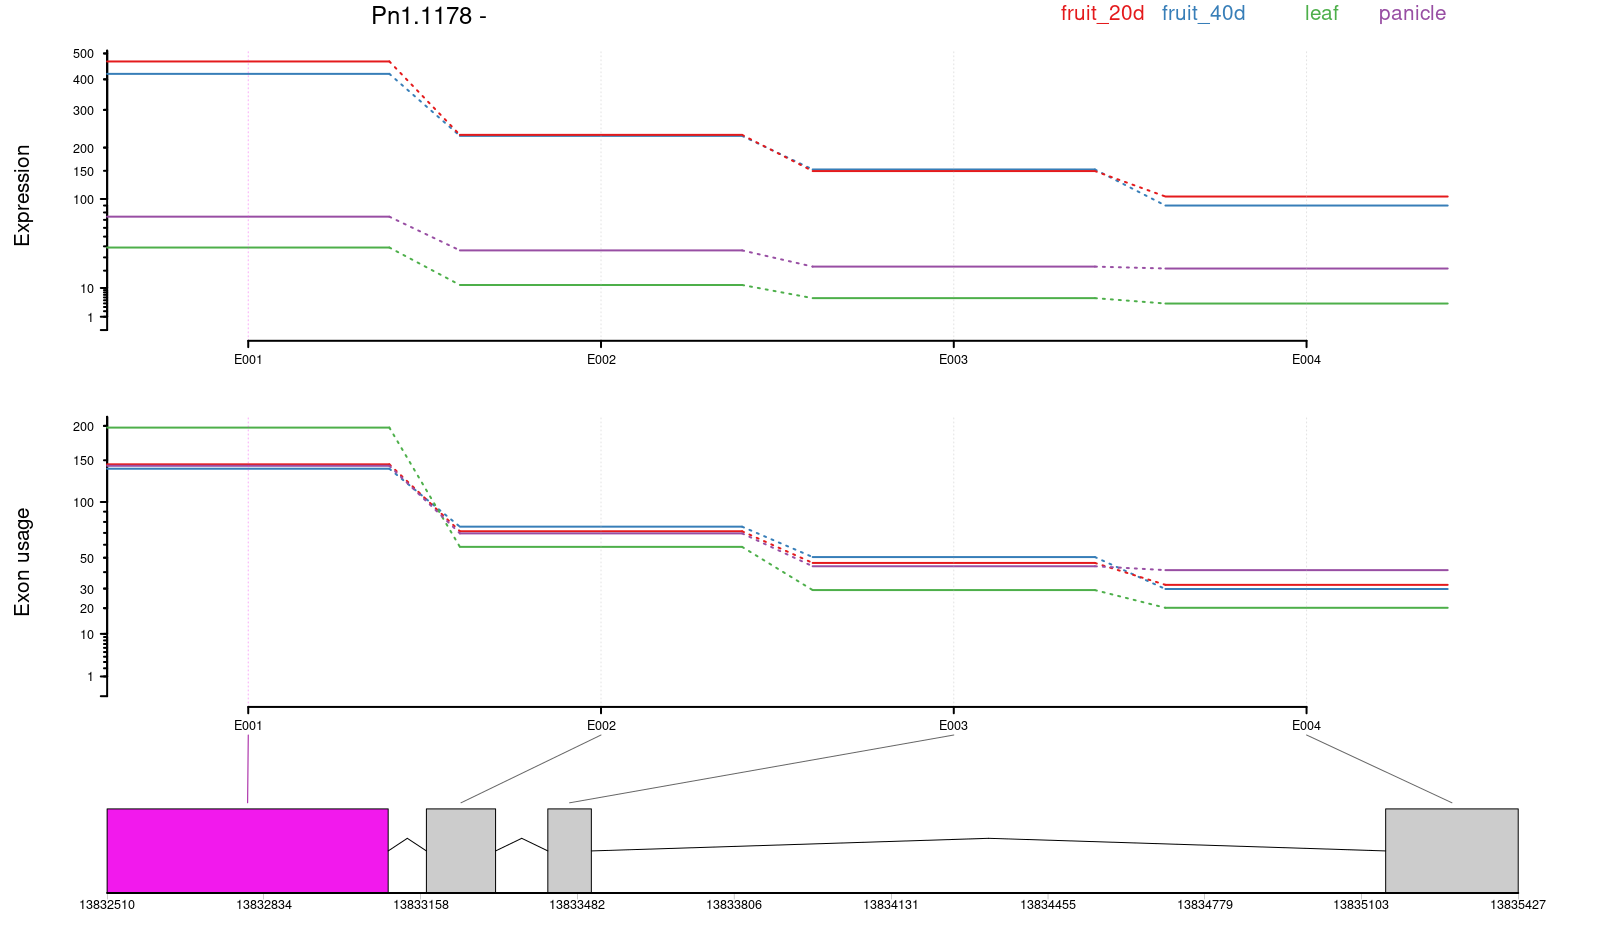 Pn1.1178 -
fruit_20d fruit_40d leaf panicle
Expression
500
400
300
200
150
100
10
1
E001 E002 E003 E004
Exon usage
200
150
100
50
30
20
10
1
E001 E002 E003 E004
13832510 13832834 13833158 13833482 13833806 13834131 13834455 13834779 13835103 13835427